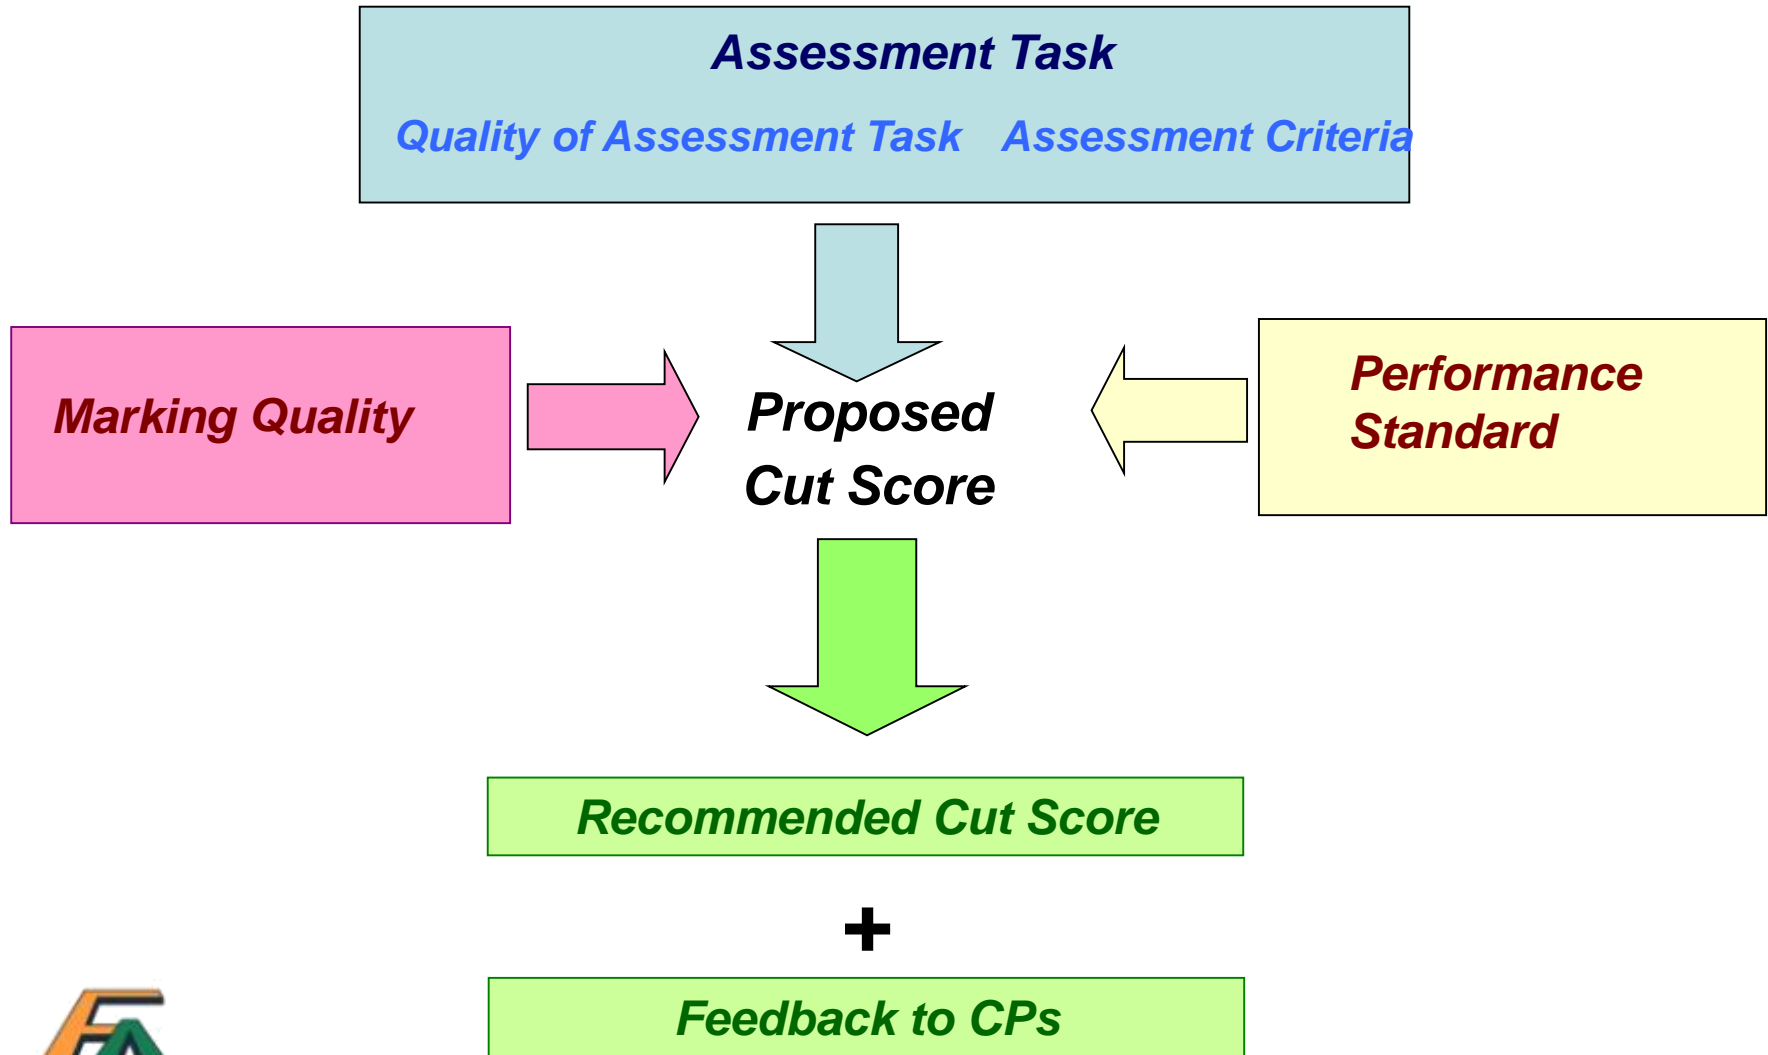 Assessment Task
Quality of Assessment Task Assessment Criteria
Marking Quality
Proposed
Cut Score
Performance
Standard
Recommended Cut Score
+
Feedback to CPs